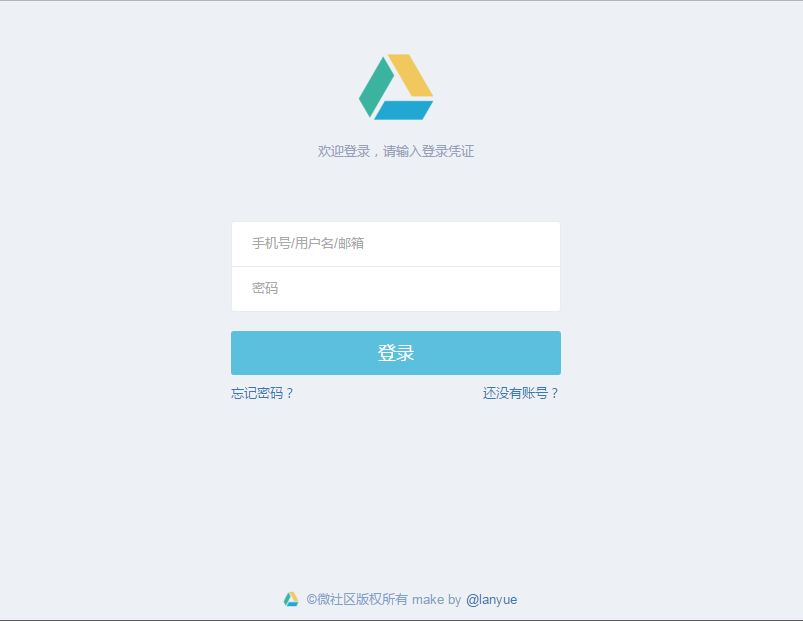 欢迎登录，请输入登录凭证
手机号/用户名/邮箱
密码
登录
忘记密码？
还没有账号？
©微社区版权所有 make by @lanyue